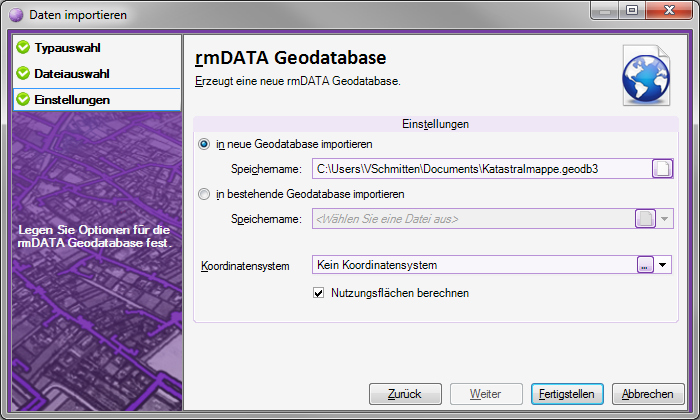 Daten importieren
Typauswahl
Dateiauswahl
Einstellungen
Legen Sie Optionen für die
rmDATA Geodatabase fest.
rmDATA Geodatabase
Erzeugt eine neue rmDATA Geodatabase.
Einstellungen
in neue Geodatabase importieren
Speichername: C:\Users\VSchmitten\Documents\Katastralmappe.geodb3
in bestehende Geodatabase importieren
Speichername: <Wählen Sie eine Datei aus>
Koordinatensystem Kein Koordinatensystem ...
Nutzungsflächen berechnen
Zurück Weiter Fertigstellen Abbrechen